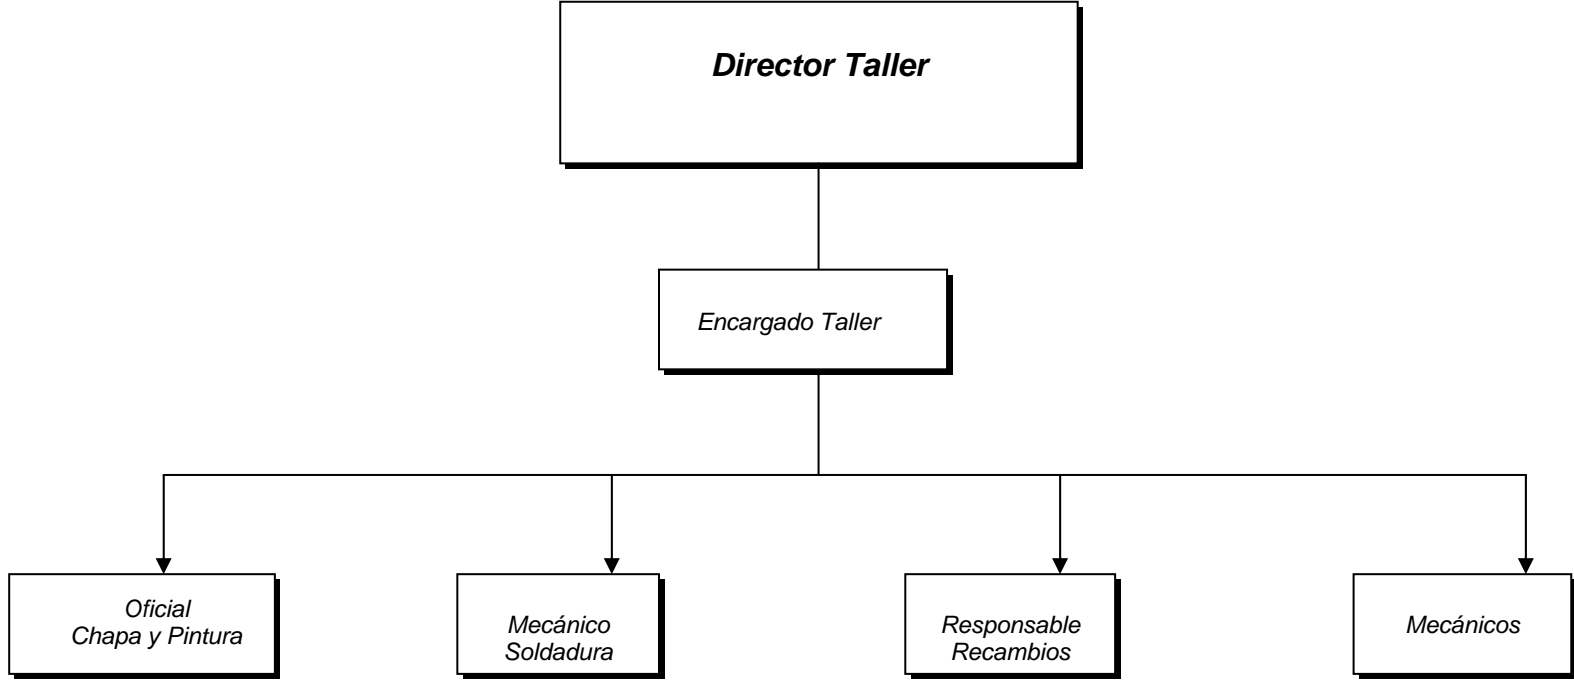 Director Taller
Encargado Taller
Oficial
Chapa y Pintura
Mecánico
Soldadura
Responsable
Recambios
Mecánicos